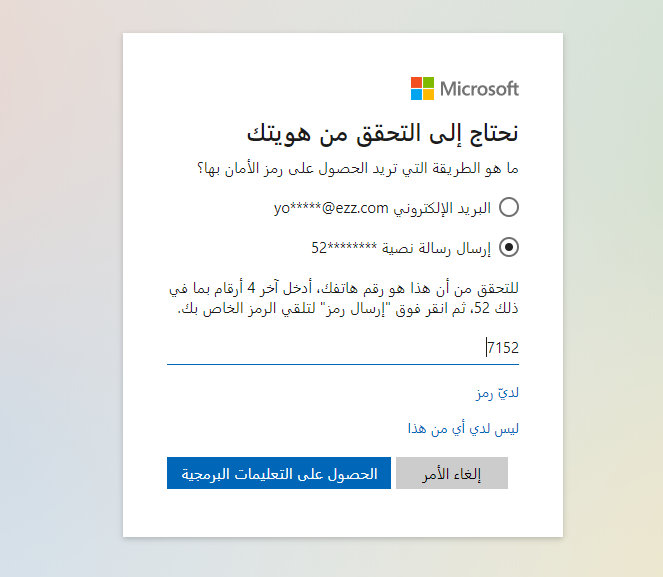 Microsoft
نحتاج إلى التحقق من هويتك
ما هو الطريقة التي تريد الحصول على رمز الأمان بها؟
البريد الإلكتروني yo*****@ezz.com
إرسال رسالة نصية ********52
للتحقق من أن هذا هو رقم هاتفك، أدخل آخر 4 أرقام بما في
ذلك 52، ثم انقر فوق "إرسال رمز" لتلقي الرمز الخاص بك.
7152
لديّ رمز
ليس لدي أي من هذا
إلغاء الأمر
الحصول على التعليمات البرمجية